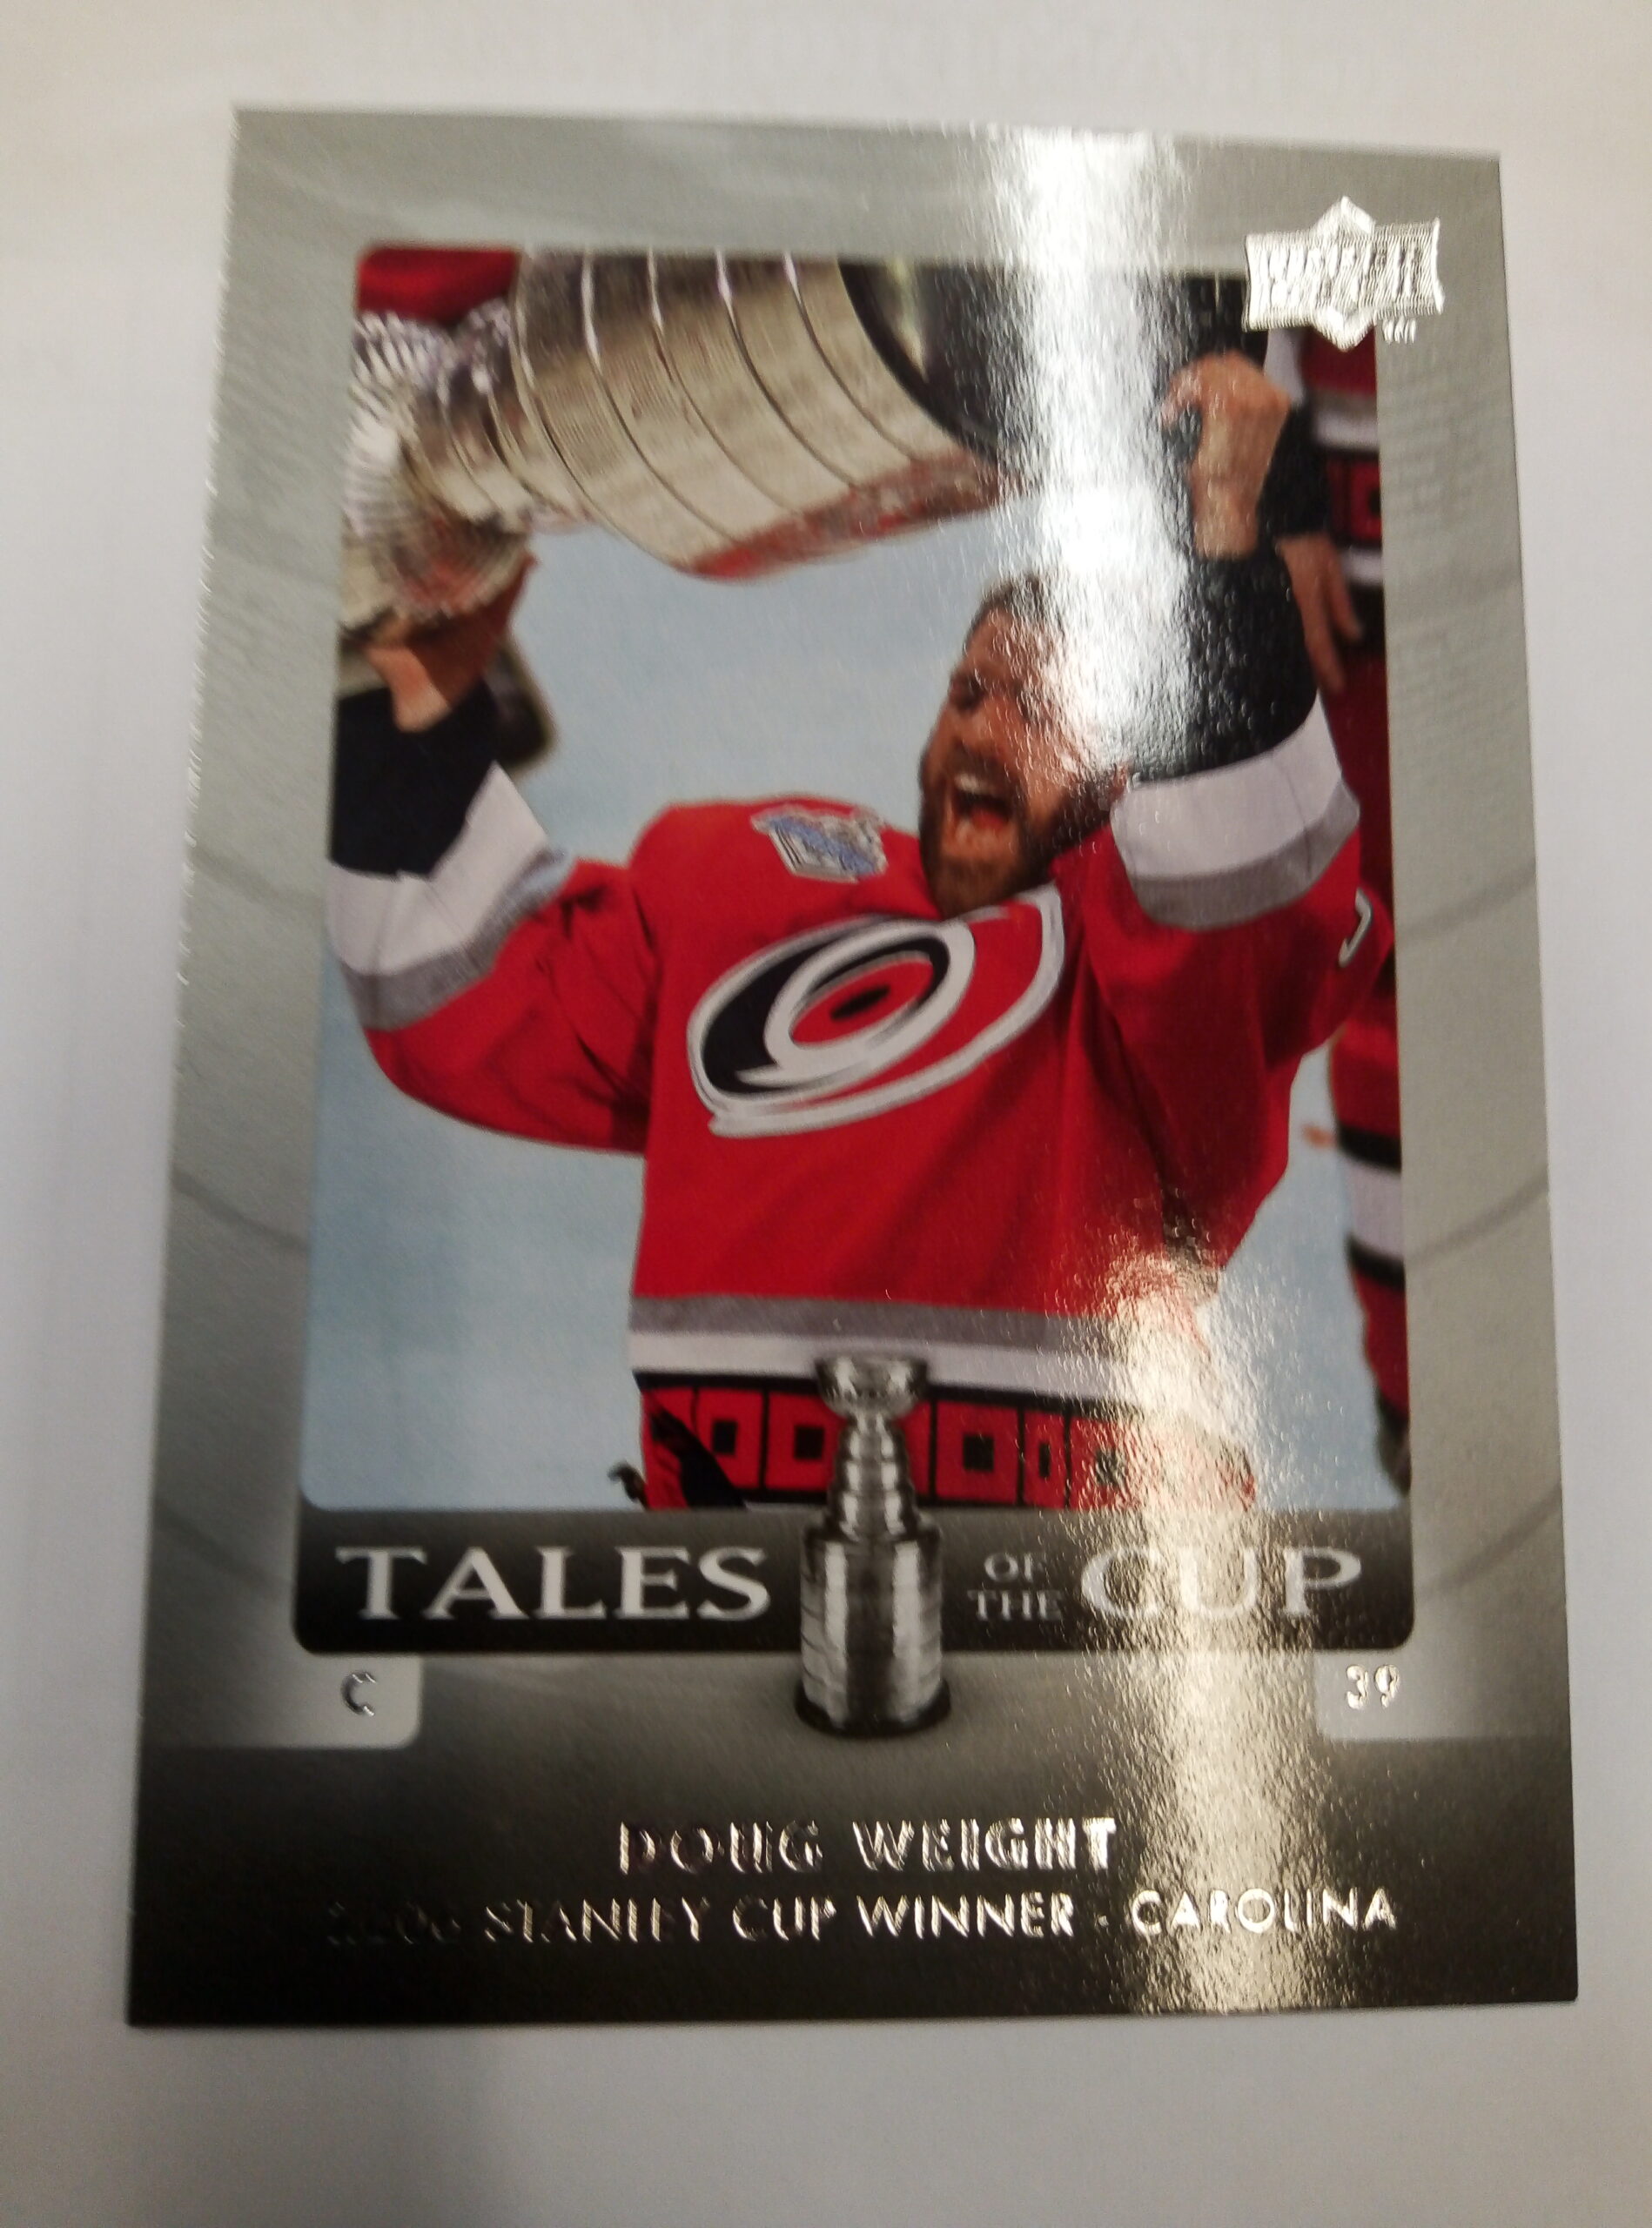 UPPER DECK
TALES OF THE CUP
C
39
DOUG WEIGHT
2006 STANLEY CUP WINNER - CAROLINA